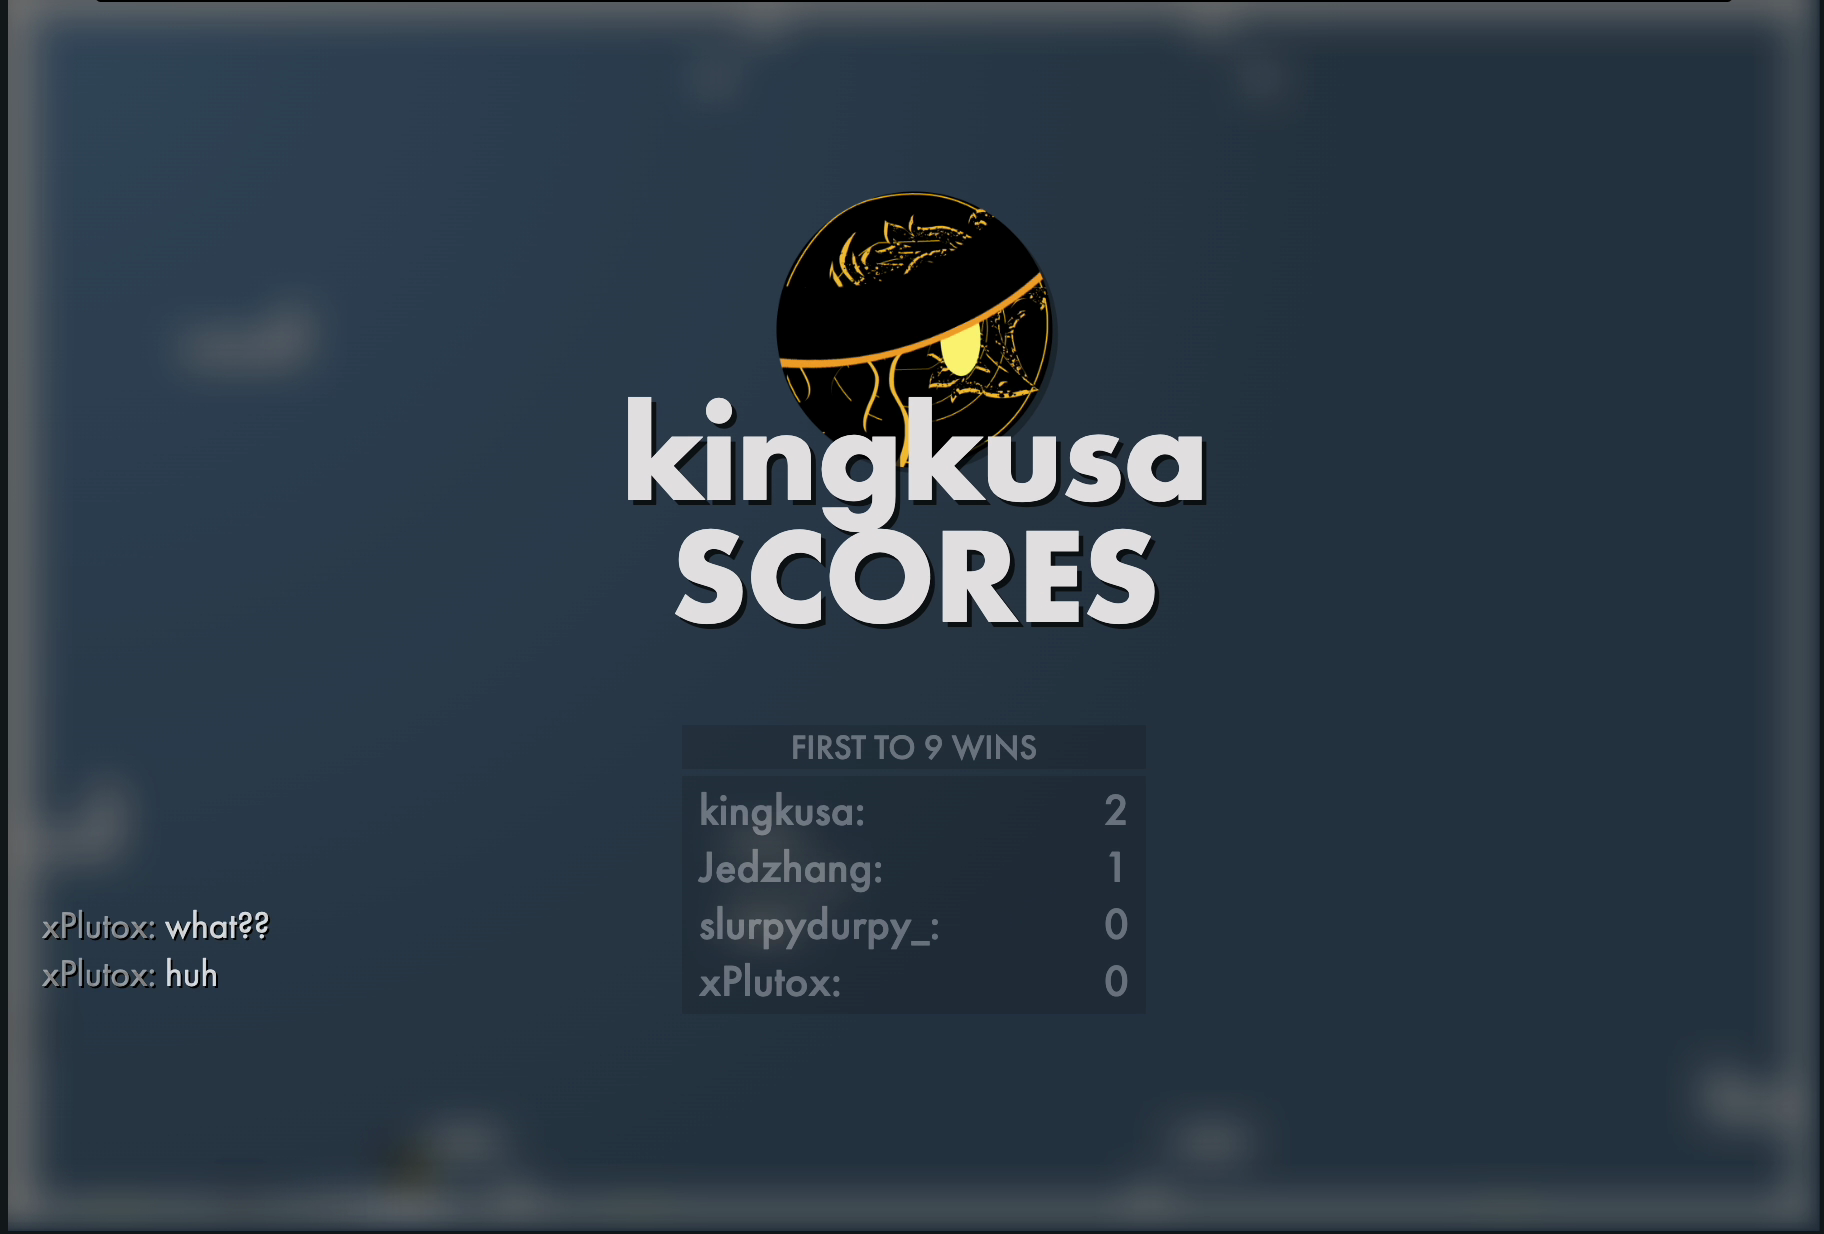 kingkusa
SCORES
FIRST TO 9 WINS
kingkusa: 2
Jedzhang: 1
slurpydurpy_: 0
xPlutox: 0
xPlutox: what??
xPlutox: huh